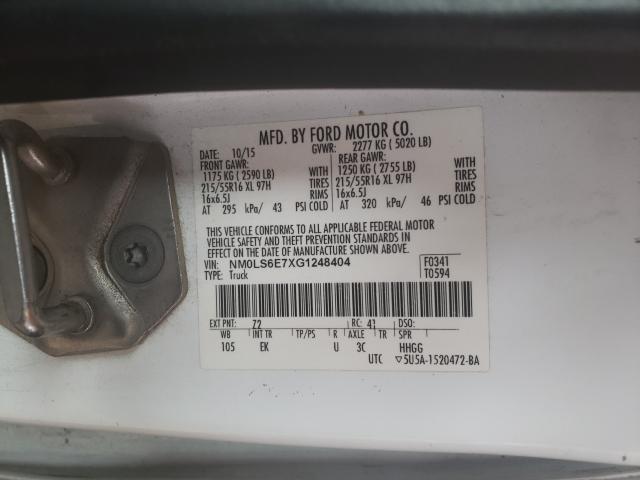 MFD. BY FORD MOTOR CO.
DATE: 10/15 GVWR: 2277 KG ( 5020 LB)
FRONT GAWR: REAR GAWR:
1175 KG ( 2590 LB) WITH 1250 KG ( 2755 LB) WITH
215/55R16 XL 97H TIRES 215/55R16 XL 97H TIRES
16x6.5J RIMS 16x6.5J RIMS
AT 295 kPa/ 43 PSI COLD AT 320 kPa/ 46 PSI COLD
THIS VEHICLE CONFORMS TO ALL APPLICABLE FEDERAL MOTOR
VEHICLE SAFETY AND THEFT PREVENTION STANDARDS IN
EFFECT ON THE DATE OF MANUFACTURE SHOWN ABOVE.
VIN: NM0LS6E7XG1248404 F0341
TYPE: Truck T0594
EXT PNT: Z2 RC: 41 DSO:
WB INT TR TP/PS R AXLE TR SPR
105 EK U 3C HHGG
UTC ▽5U5A-1520472-BA